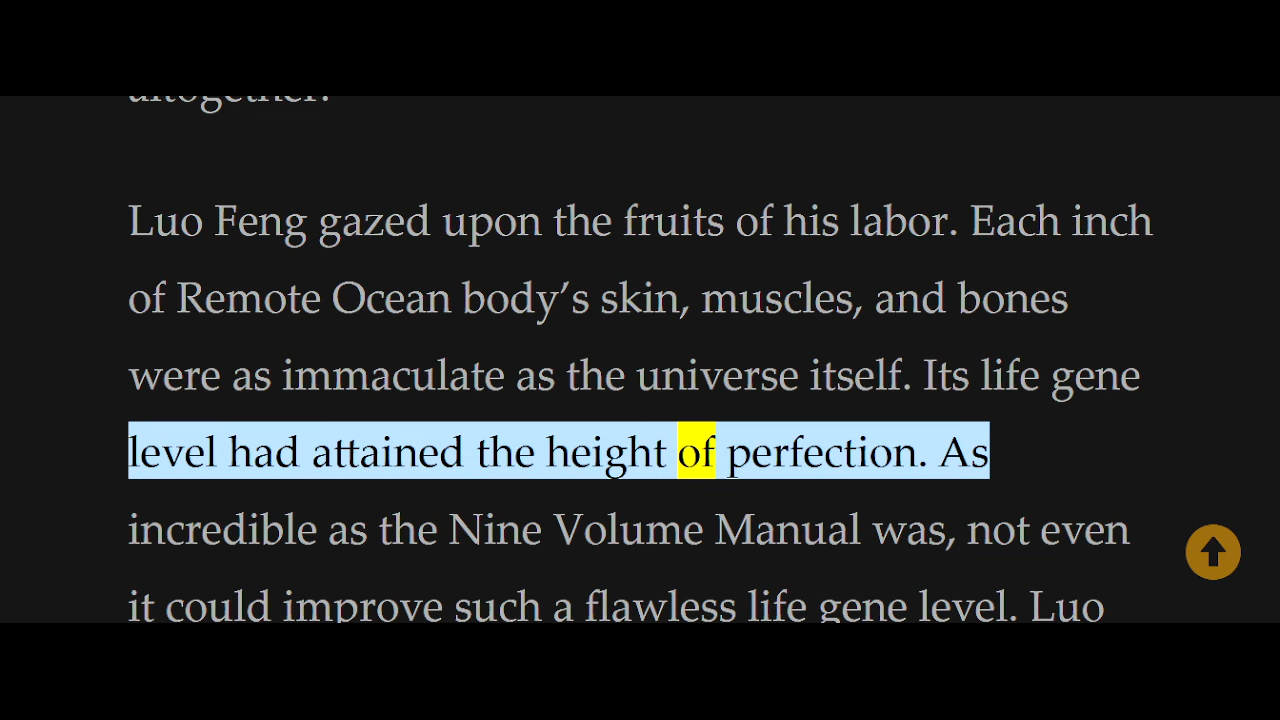 altogether.
Luo Feng gazed upon the fruits of his labor. Each inch
of Remote Ocean body’s skin, muscles, and bones
were as immaculate as the universe itself. Its life gene
level had attained the height of perfection. As
incredible as the Nine Volume Manual was, not even
it could improve such a flawless life gene level. Luo